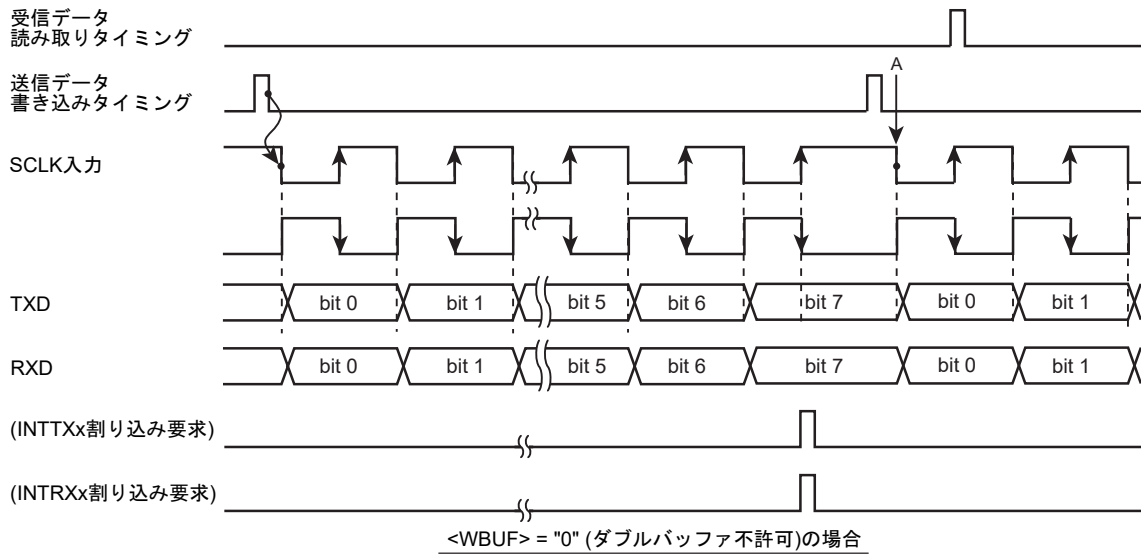 受信データ
読み取りタイミング
送信データ
書き込みタイミング
A
SCLK入力
TXD
bit 0 bit 1 bit 5 bit 6 bit 7 bit 0 bit 1
RXD
bit 0 bit 1 bit 5 bit 6 bit 7 bit 0 bit 1
(INTTXx割り込み要求)
(INTRXx割り込み要求)
<WBUF> = "0" (ダブルバッファ不許可)の場合